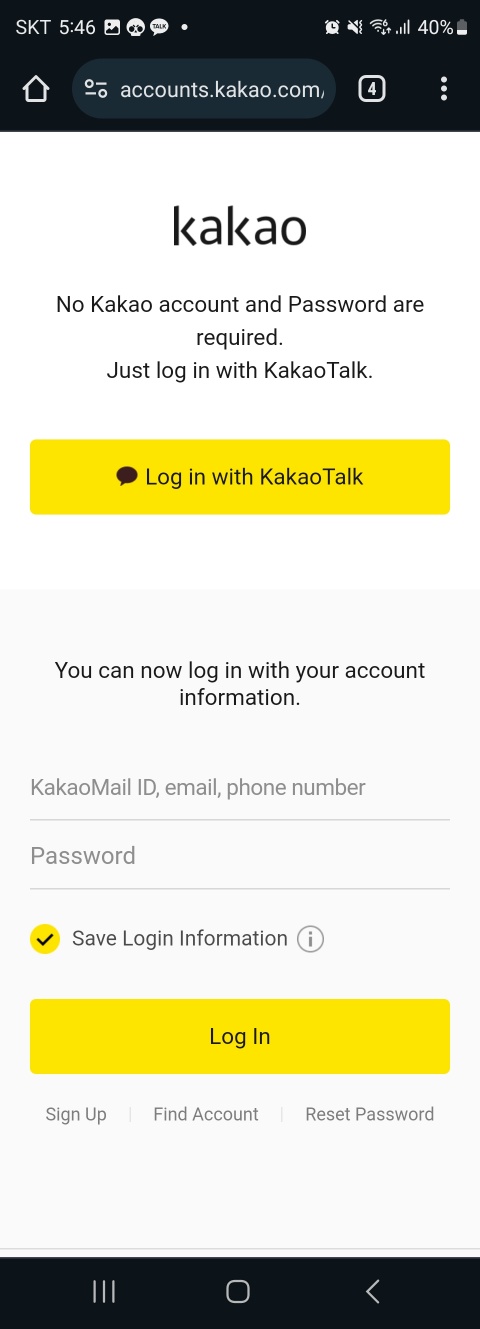 SKT 5:46 TALK 40%
accounts.kakao.com/ 4
kakao
No Kakao account and Password are
required.
Just log in with KakaoTalk.
Log in with KakaoTalk
You can now log in with your account
information.
KakaoMail ID, email, phone number
Password
Save Login Information
Log In
Sign Up | Find Account | Reset Password